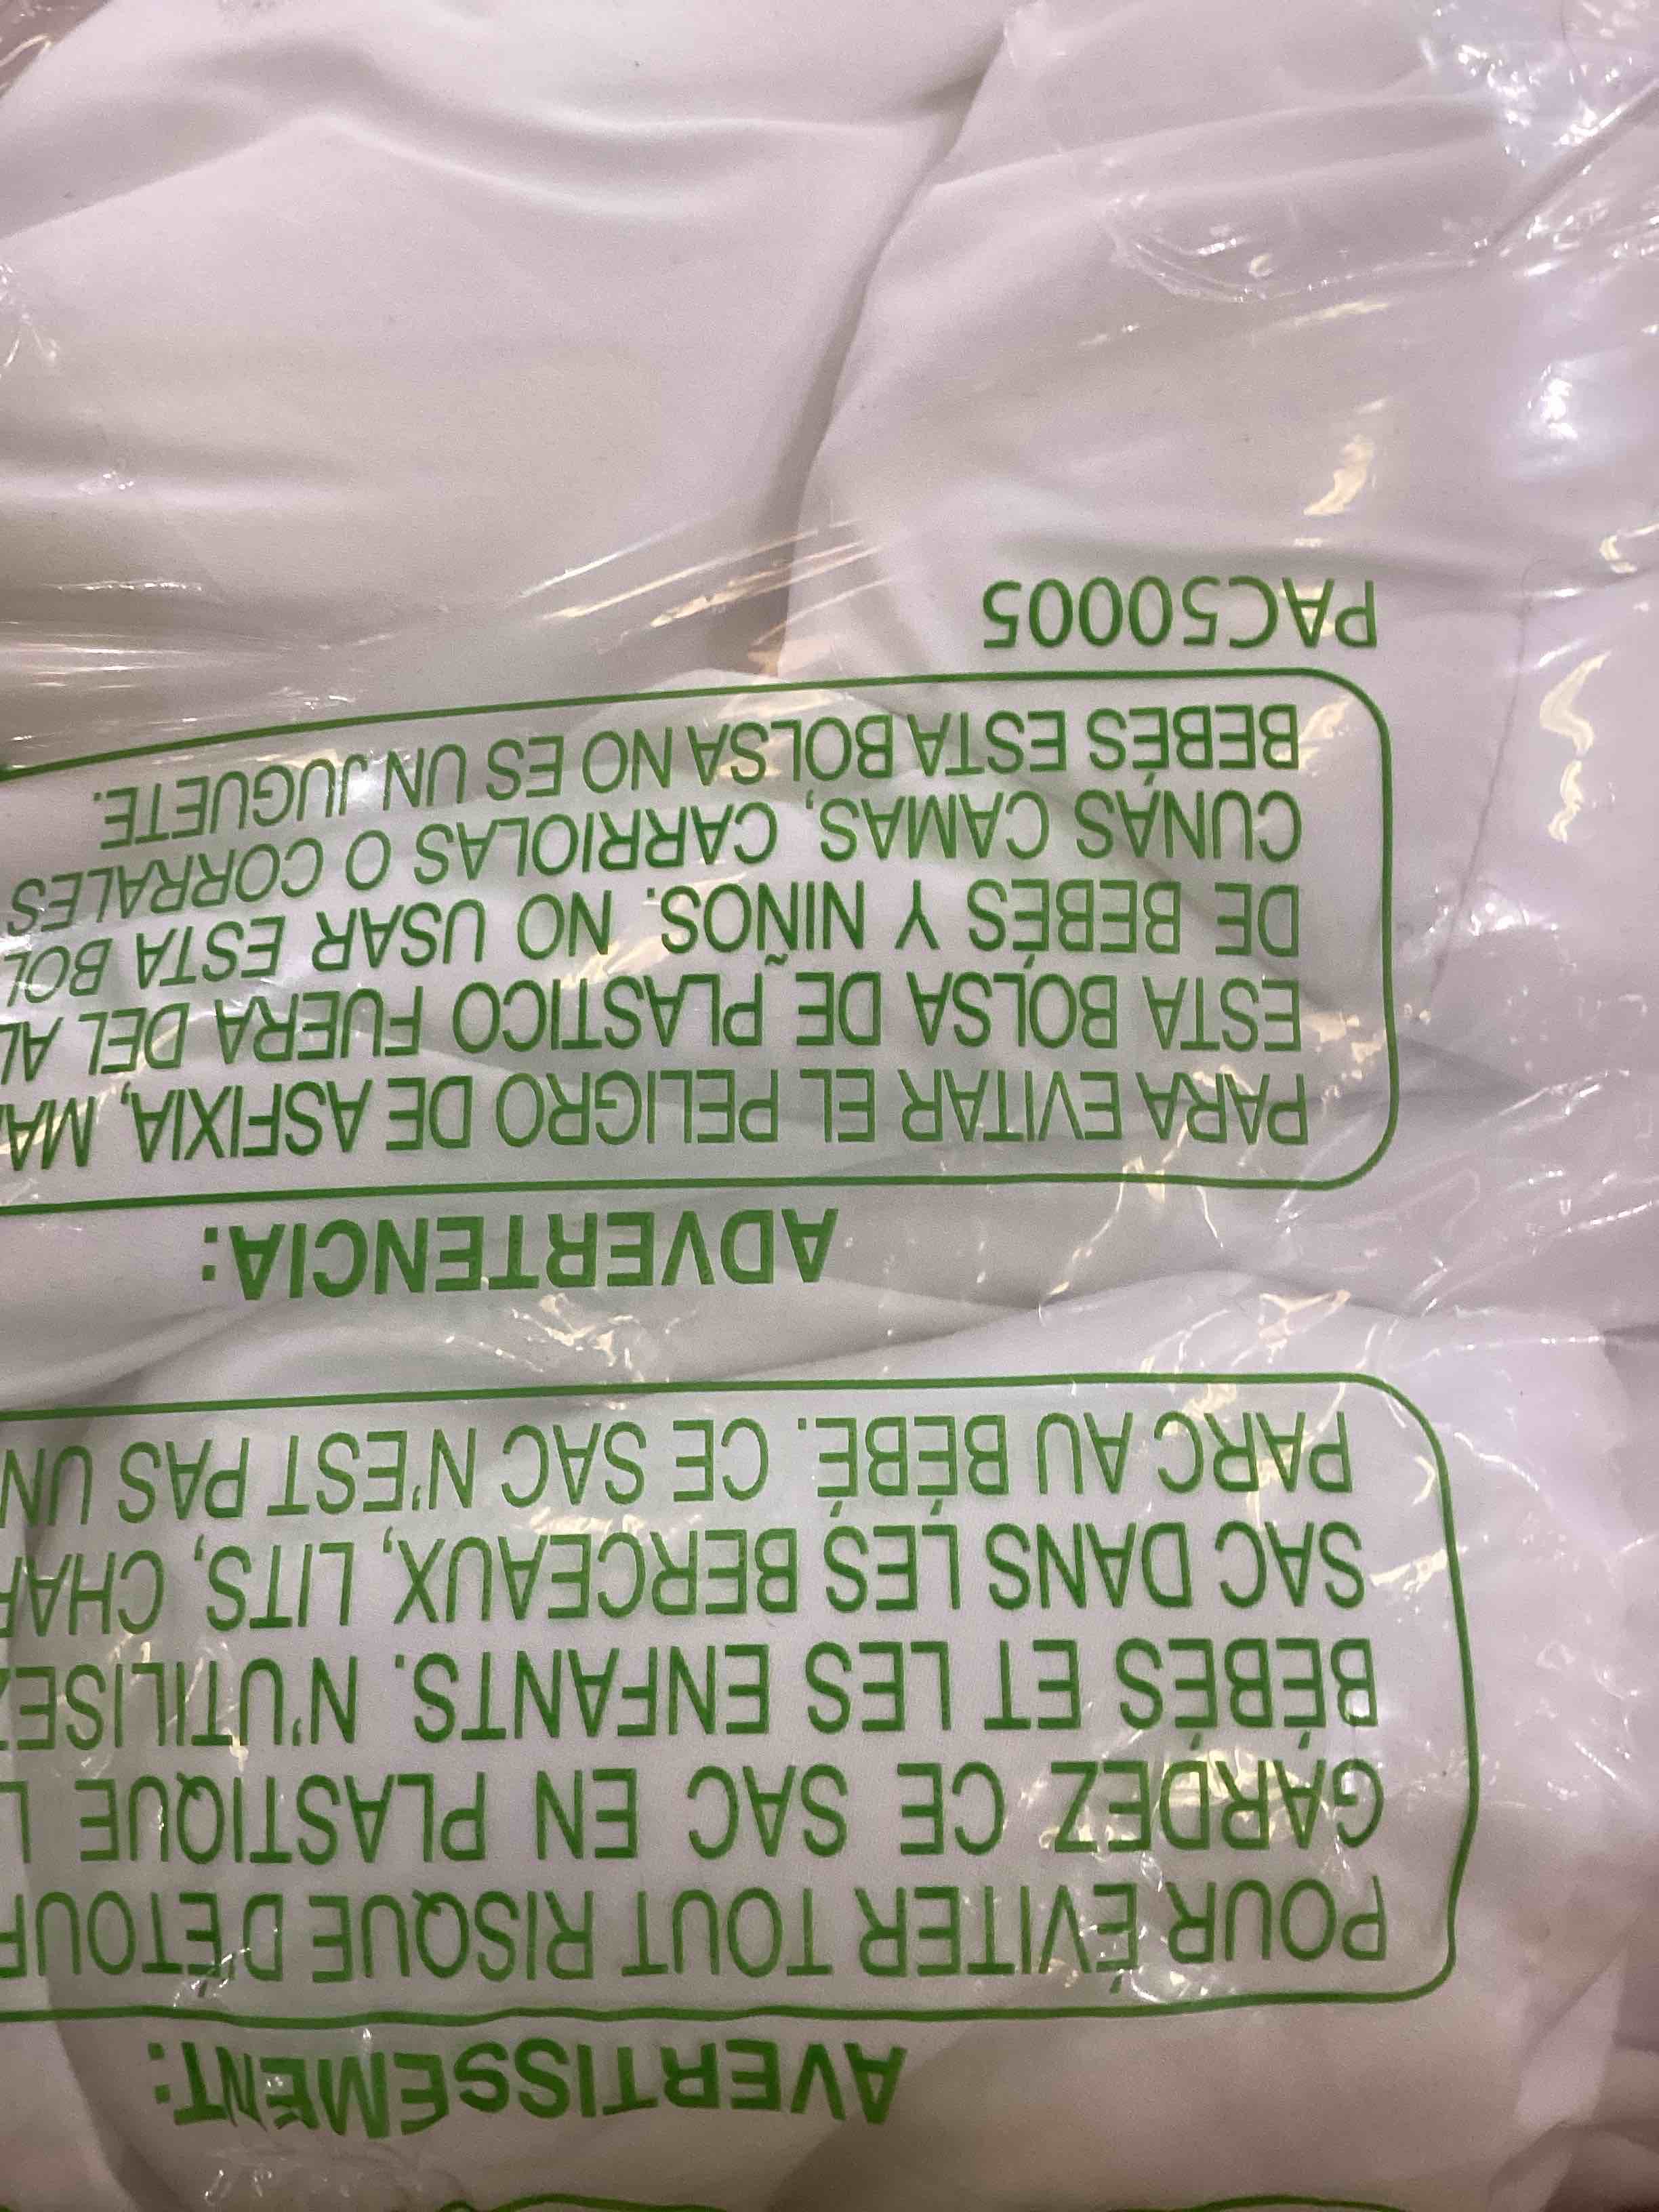 AVERTISSEMENT:
POUR ÉVITER TOUT RISQUE
GARDEZ CE SAC EN PLASTIQUE
BÉBÉS ET LES ENFANTS.
SAC DANS LES BERCEAUX, LITS,
PARC AU BÉBÉ. CE SAC N'EST PAS UN
ADVERTENCIA:
PARA EVITAR EL PELIGRO DE ASFIXIA,
ESTA BOLSA DE PLASTICO FUERA DEL
DE BEBÉS Y NIÑOS. NO USAR ESTA
CUNAS CAMAS, CARRIOLAS O CORRALES
BEBÉS ESTA BOLSA NO ES UN JUGUETE.
PAC50005